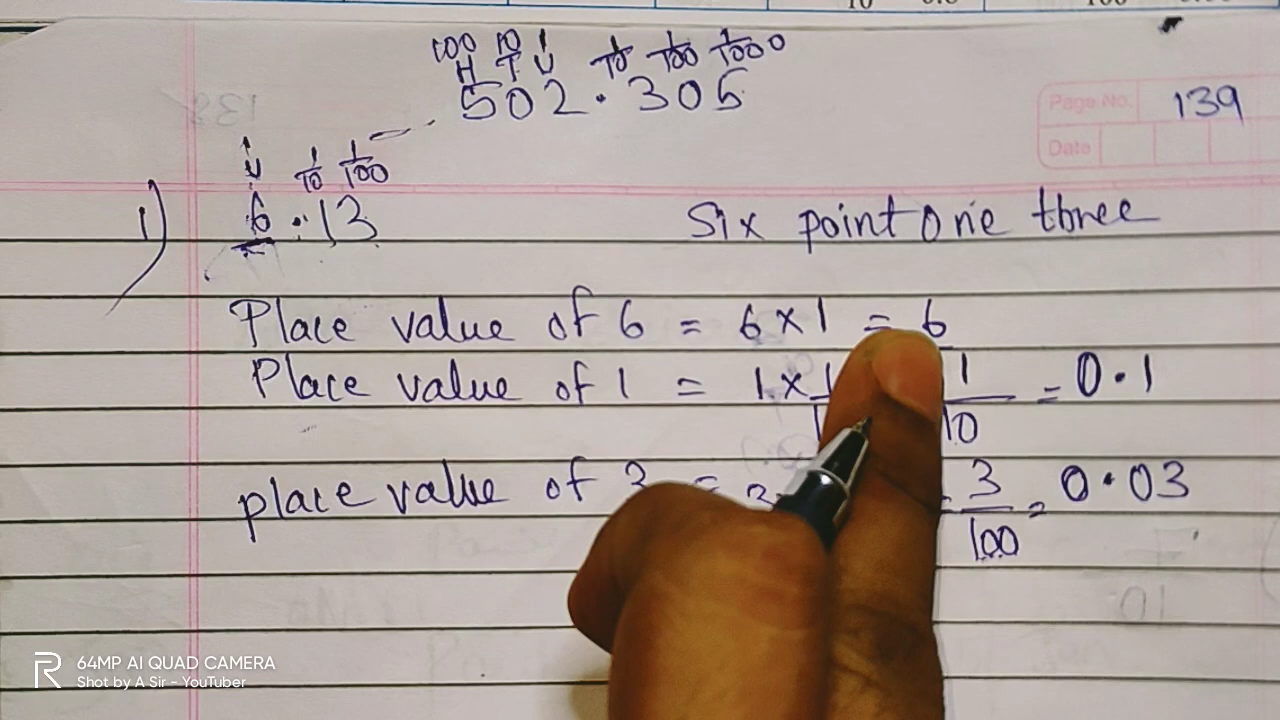 100 10 1 1/10 1/100 1/1000
H T U
502.305
Page No. 139
Date
1
U 1/10 1/100
1) 6.13 Six point one three
Place value of 6 = 6 x 1 = 6
Place value of 1 = 1 x 1 1/10 = 0.1
place value of 3 = 3 3/100 = 0.03
64MP AI QUAD CAMERA
Shot by A Sir - YouTuber